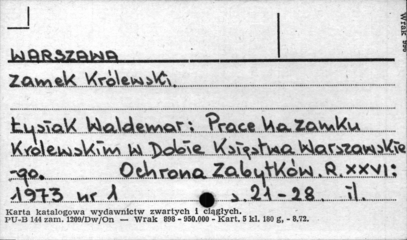 WARSZAWA
Zamek Królewski.
Łysiak Waldemar: Prace na Zamku
Królewskim w Dobie Księstwa Warszawskie
-go. Ochrona Zabytków. R. XXVI:
1973 nr 1 s. 21-28. il.
Karta katalogowa wydawnictw zwartych i ciągłych.
PU-B 144 zam. 1209/Dw/On — Wrak 898 - 950.000 - Kart. 5 kl. 180 g, - 8.72.